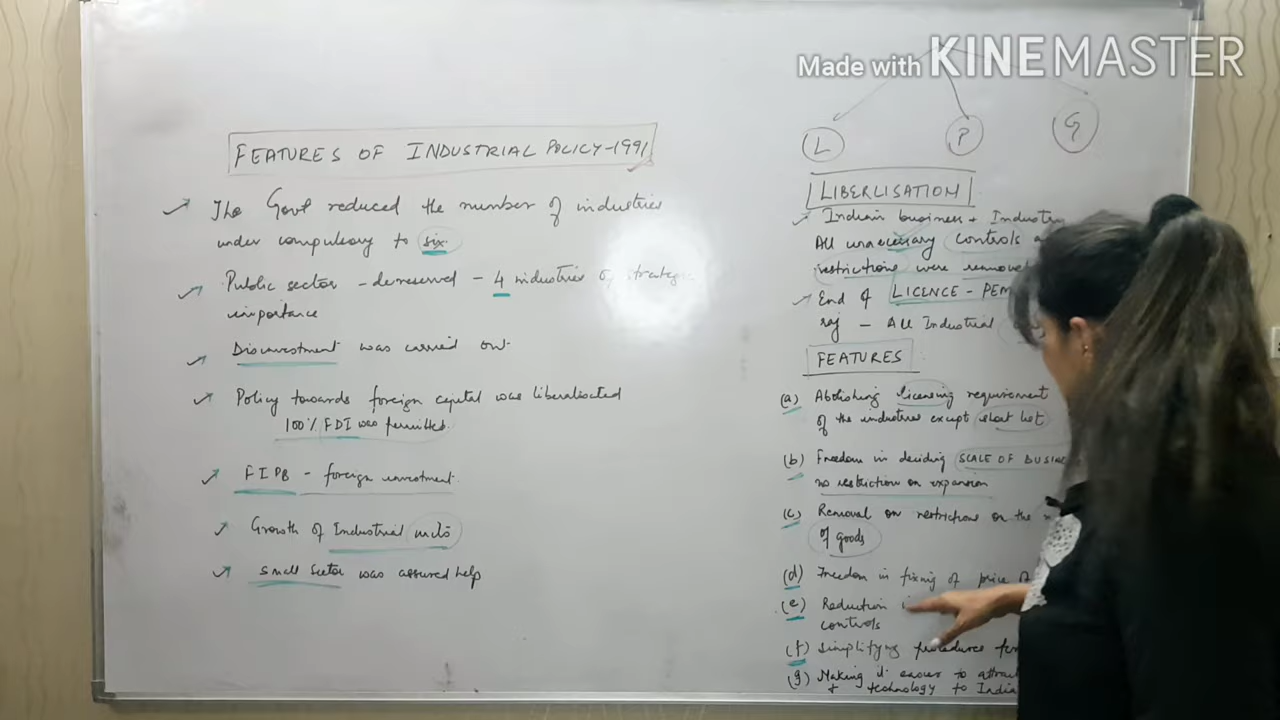 Made with KINEMASTER
FEATURES OF INDUSTRIAL POLICY-1991
The Govt reduced the number of industries
under compulsory to six
Public sector - dereserved - 4 industries of strategic
importance
Disinvestment was carried out
Policy towards foreign capital was liberalisated
100% FDI was permitted.
FIPB - foreign investment
Growth of Industrial
Small Sector was assured help
L P G
LIBERLISATION
Indian business + Industry
All unnecessary controls
restrictions were removed
End of LICENCE - PE
raj - All Industrial
FEATURES
(a) Abolishing licensing requirement
of the industries except short list
(b) Freedom in deciding SCALE OF BUSIN
no restriction on expansion
(c) Removal on restrictions on the
of goods
(d) Freedom in fixing of price
(e) Reduction
controls
(f) Simplifying procedures for
(g) Making it easier to attract
+ technology to India